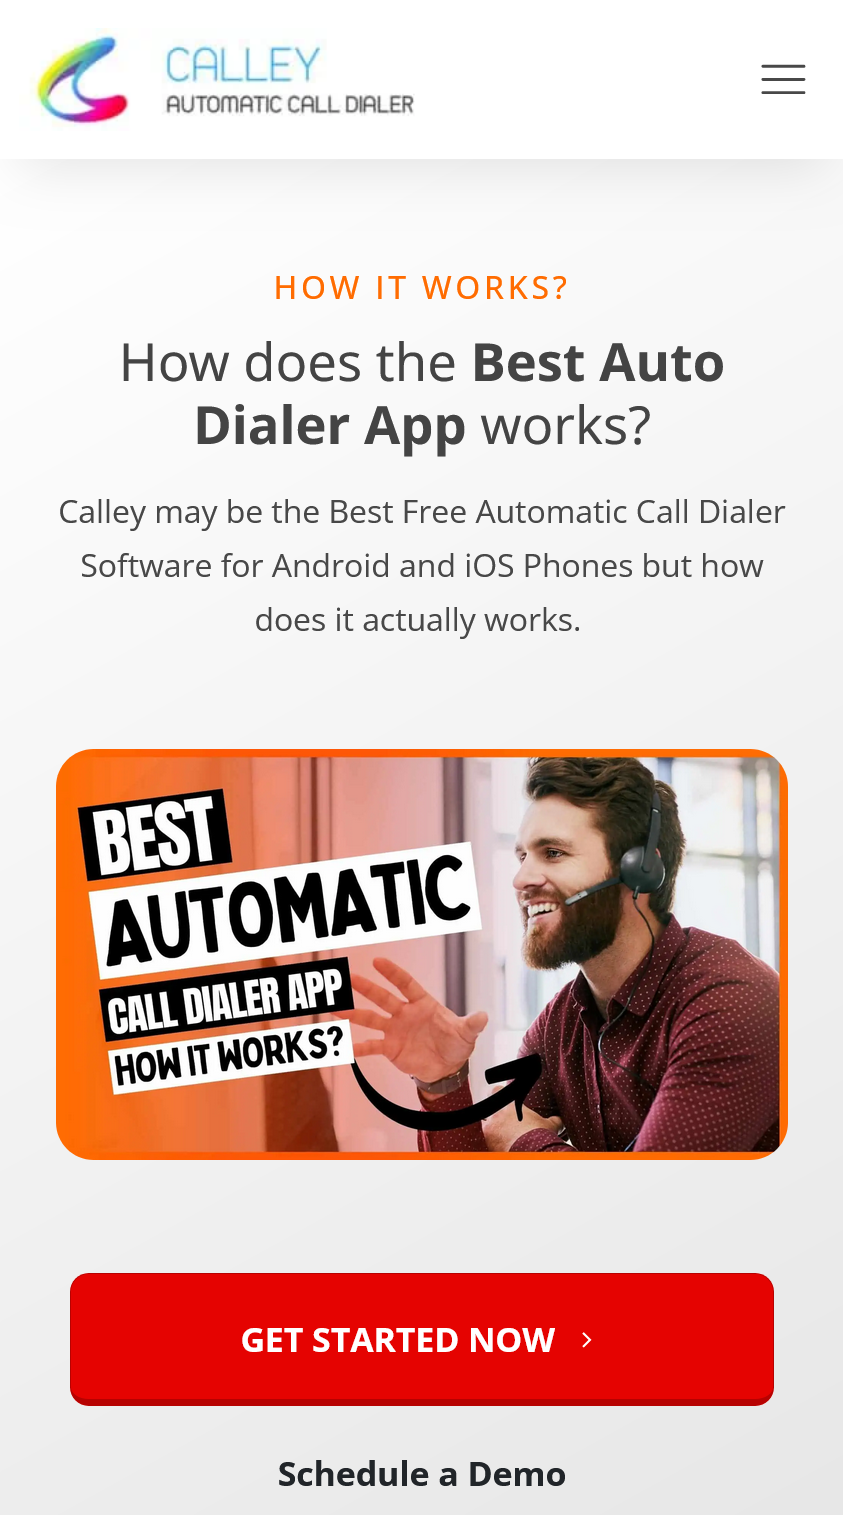 CALLEY
AUTOMATIC CALL DIALER
HOW IT WORKS?
How does the Best Auto
Dialer App works?
Calley may be the Best Free Automatic Call Dialer
Software for Android and iOS Phones but how
does it actually works.
BEST
AUTOMATIC
CALL DIALER APP
HOW IT WORKS?
GET STARTED NOW
Schedule a Demo